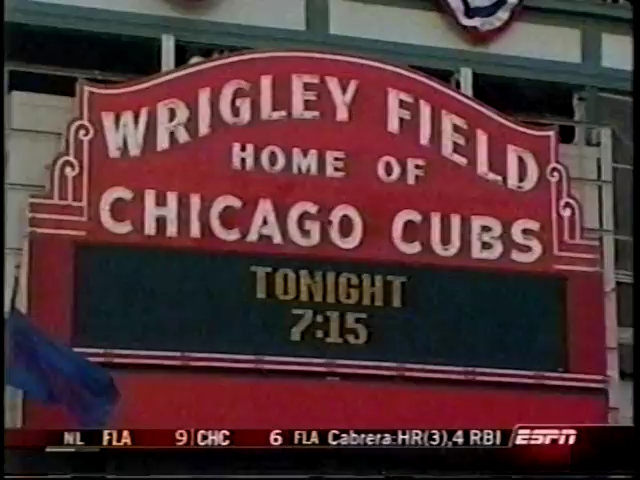 WRIGLEY FIELD
HOME OF
CHICAGO CUBS
TONIGHT
7:15
NL FLA 9 CHC 6 FLA Cabrera:HR(3),4 RBI ESPN